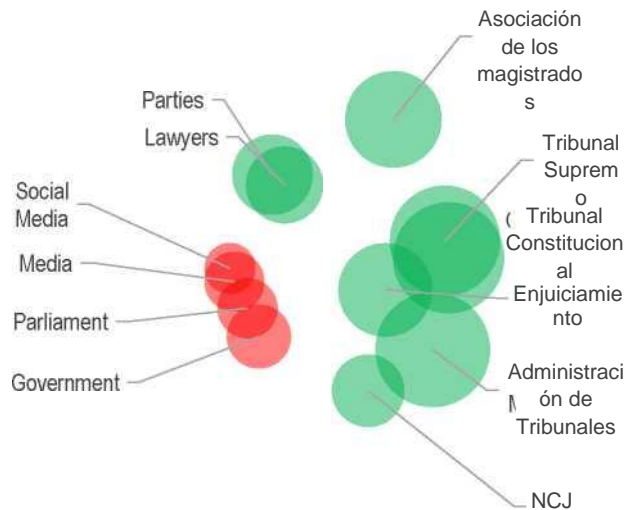 Asociación
de los
magistrado
s
Parties
Lawyers
Tribunal
Suprem
o
Social
Media
Tribunal
Constitucion
al
Media
Enjuiciamie
nto
Parliament
Government
Administraci
ón de
Tribunales
NCJ